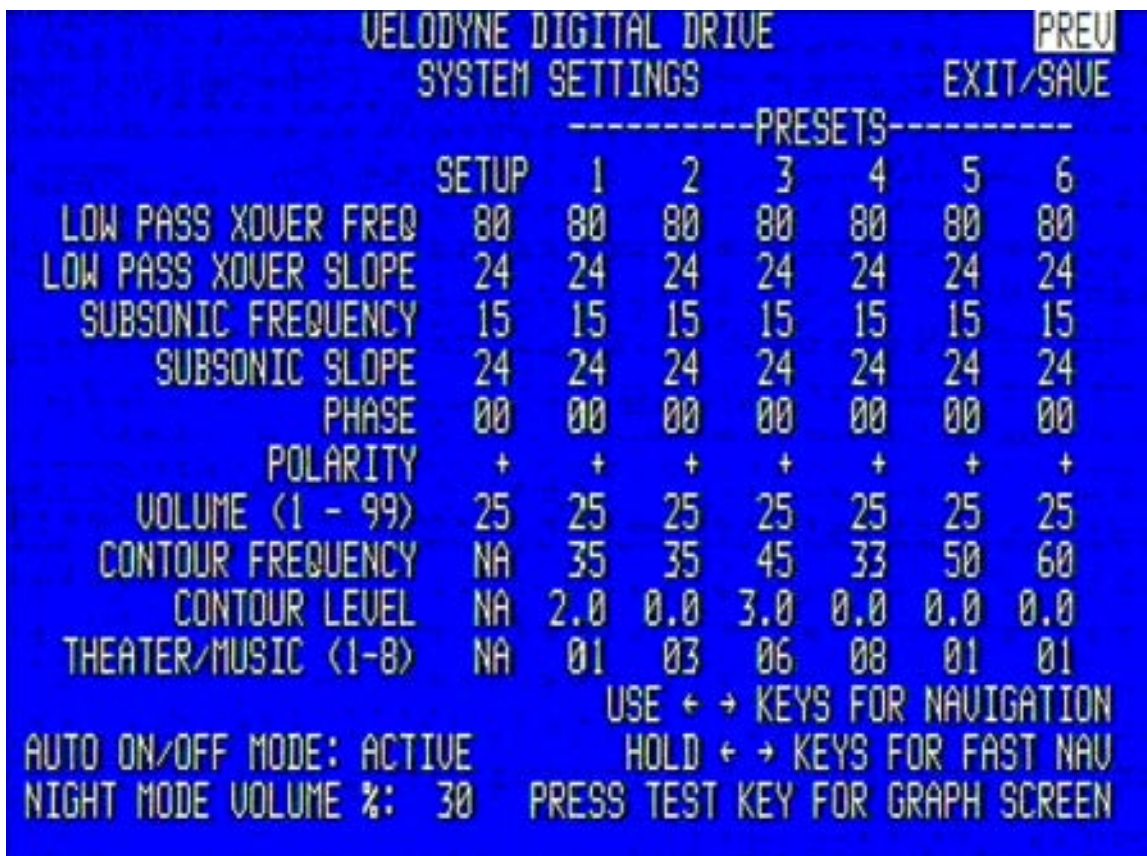 VELODYNE DIGITAL DRIVE PREV
SYSTEM SETTINGS EXIT/SAVE
----------PRESETS----------
SETUP 1 2 3 4 5 6
LOW PASS XOVER FREQ 80 80 80 80 80 80 80
LOW PASS XOVER SLOPE 24 24 24 24 24 24 24
SUBSONIC FREQUENCY 15 15 15 15 15 15 15
SUBSONIC SLOPE 24 24 24 24 24 24 24
PHASE 00 00 00 00 00 00 00
POLARITY + + + + + + +
VOLUME (1 - 99) 25 25 25 25 25 25 25
CONTOUR FREQUENCY NA 35 35 45 33 50 60
CONTOUR LEVEL NA 2.0 0.0 3.0 0.0 0.0 0.0
THEATER/MUSIC (1-8) NA 01 03 06 08 01 01
USE ← → KEYS FOR NAVIGATION
AUTO ON/OFF MODE: ACTIVE HOLD ← → KEYS FOR FAST NAV
NIGHT MODE VOLUME %: 30 PRESS TEST KEY FOR GRAPH SCREEN